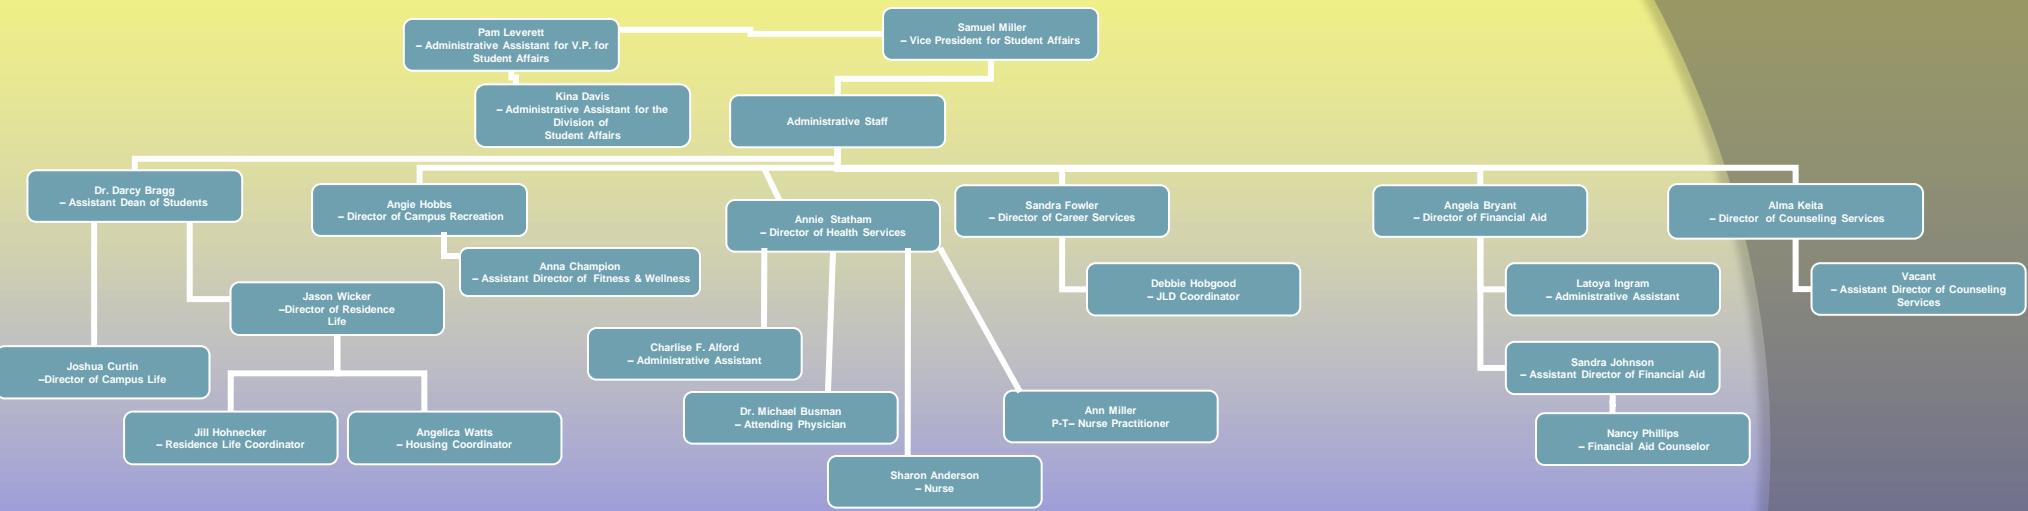 Pam Leverett
– Administrative Assistant for V.P. for
Student Affairs
Samuel Miller
– Vice President for Student Affairs
Kina Davis
– Administrative Assistant for the
Division of
Student Affairs
Administrative Staff
Dr. Darcy Bragg
– Assistant Dean of Students
Angie Hobbs
– Director of Campus Recreation
Annie Statham
– Director of Health Services
Sandra Fowler
– Director of Career Services
Angela Bryant
– Director of Financial Aid
Alma Keita
– Director of Counseling Services
Anna Champion
– Assistant Director of Fitness & Wellness
Jason Wicker
–Director of Residence
Life
Debbie Hobgood
– JLD Coordinator
Latoya Ingram
– Administrative Assistant
Vacant
– Assistant Director of Counseling
Services
Joshua Curtin
–Director of Campus Life
Charlise F. Alford
– Administrative Assistant
Sandra Johnson
– Assistant Director of Financial Aid
Jill Hohnecker
– Residence Life Coordinator
Angelica Watts
– Housing Coordinator
Dr. Michael Busman
– Attending Physician
Ann Miller
P-T– Nurse Practitioner
Nancy Phillips
– Financial Aid Counselor
Sharon Anderson
– Nurse